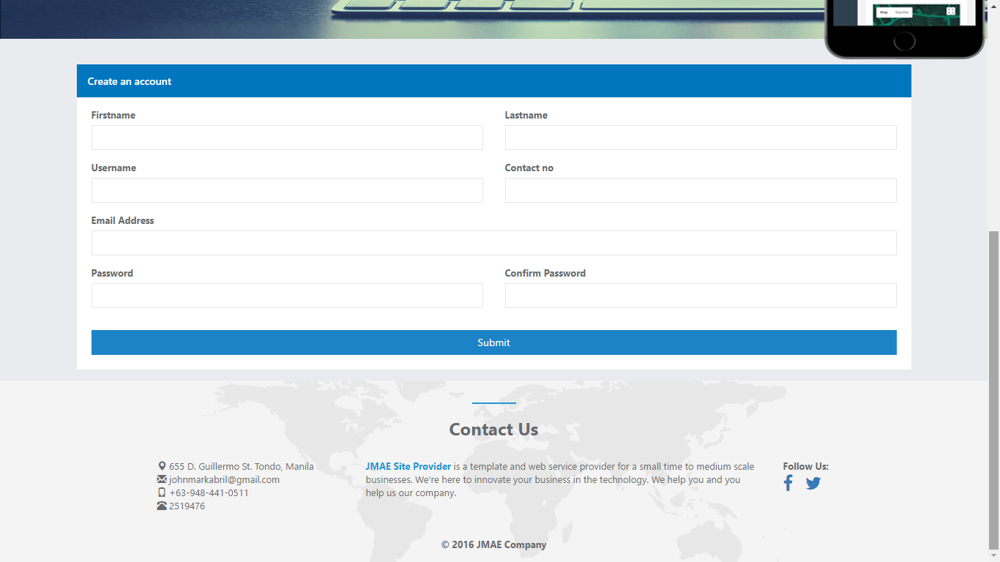 Map Satellite
Create an account
Firstname Lastname
Username Contact no
Email Address
Password Confirm Password
Submit
Contact Us
655 D. Guillermo St. Tondo, Manila
johnmarkabril@gmail.com
+63-948-441-0511
2519476
JMAE Site Provider is a template and web service provider for a small time to medium scale
businesses. We're here to innovate your business in the technology. We help you and you
help us our company.
Follow Us:
© 2016 JMAE Company